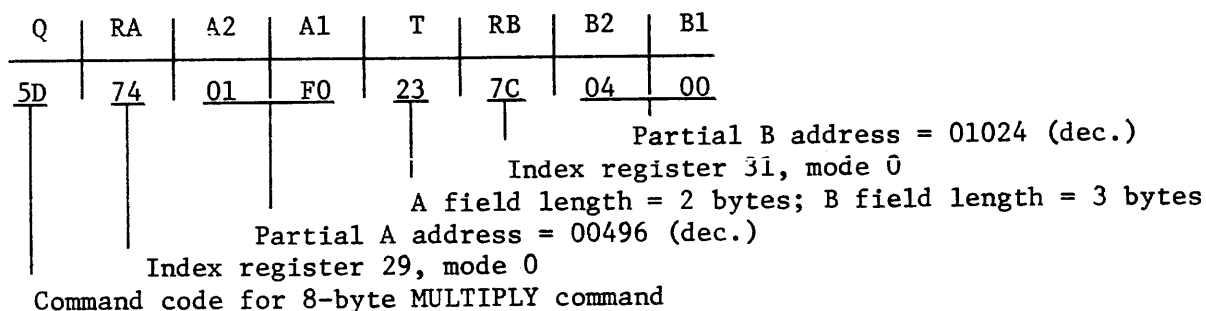 Q RA A2 A1 T RB B2 B1
5D 74 01 F0 23 7C 04 00
Partial B address = 01024 (dec.)
Index register 31, mode 0
A field length = 2 bytes; B field length = 3 bytes
Partial A address = 00496 (dec.)
Index register 29, mode 0
Command code for 8-byte MULTIPLY command